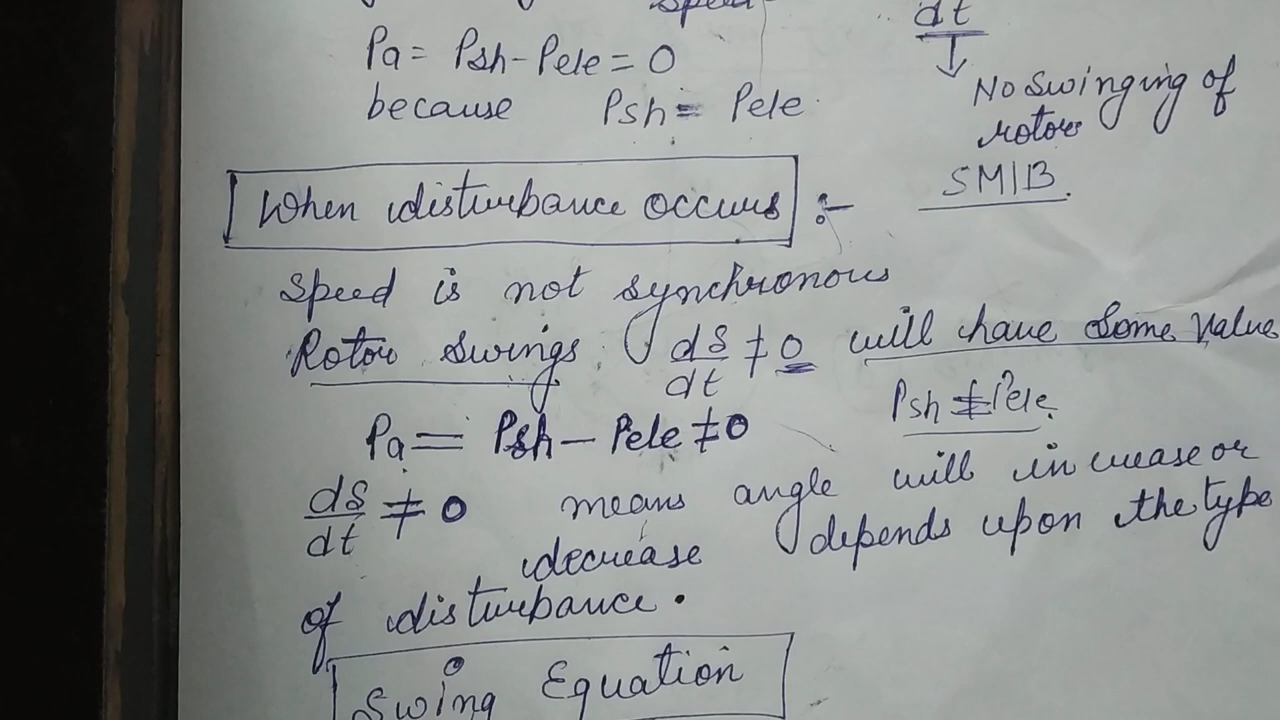 speed
dt
Pa = Psh - Pele = 0
because Psh = Pele
No swinging of
rotor
SMIB.
When disturbance occurs :-
Speed is not synchronous
Rotor swings. dδ/dt ≠ 0 will have some value
Psh ≠ Pele.
Pa = Psh - Pele ≠ 0
dδ/dt ≠ 0 means angle will increase or
decrease depends upon the type
of disturbance.
Swing Equation